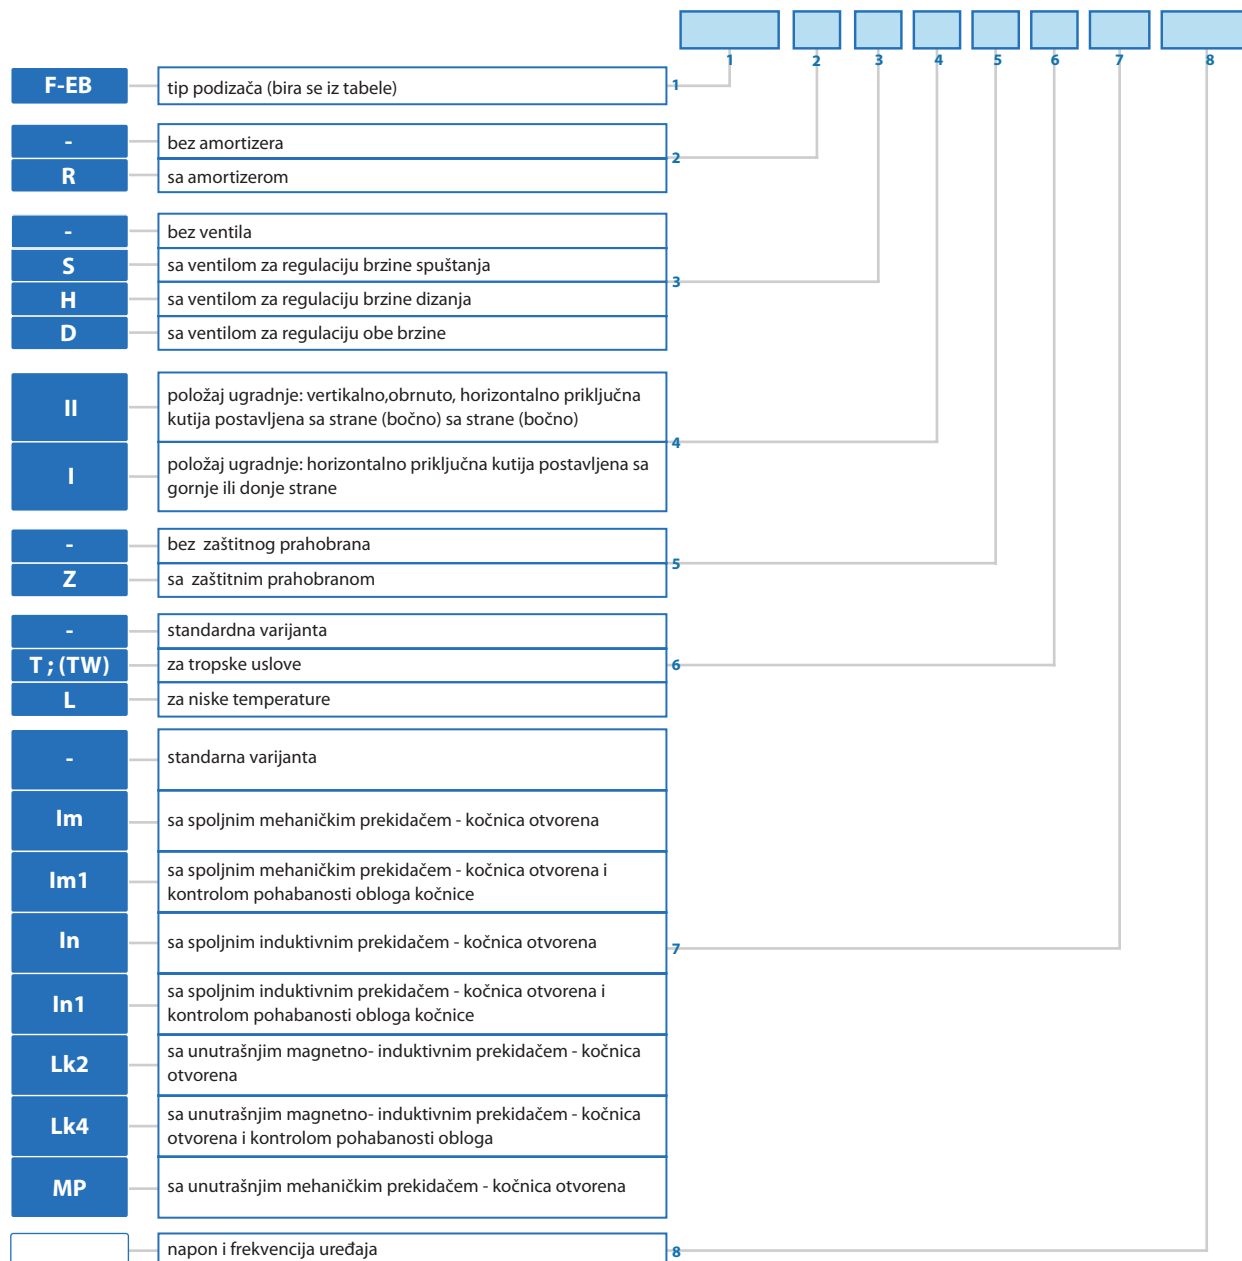 1 2 3 4 5 6 7 8
F-EB tip podizača (bira se iz tabele) 1
- bez amortizera
2
R sa amortizerom
- bez ventila
S sa ventilom za regulaciju brzine spuštanja
3
H sa ventilom za regulaciju brzine dizanja
D sa ventilom za regulaciju obe brzine
II položaj ugradnje: vertikalno,obrnuto, horizontalno priključna
kutija postavljena sa strane (bočno) sa strane (bočno)
4
I položaj ugradnje: horizontalno priključna kutija postavljena sa
gornje ili donje strane
- bez zaštitnog prahobrana
5
Z sa zaštitnim prahobranom
- standardna varijanta
T ; (TW) za tropske uslove 6
L za niske temperature
- standarna varijanta
Im sa spoljnim mehaničkim prekidačem - kočnica otvorena
Im1 sa spoljnim mehaničkim prekidačem - kočnica otvorena i
kontrolom pohabanosti obloga kočnice
In sa spoljnim induktivnim prekidačem - kočnica otvorena 7
In1 sa spoljnim induktivnim prekidačem - kočnica otvorena i
kontrolom pohabanosti obloga kočnice
Lk2 sa unutrašnjim magnetno- induktivnim prekidačem - kočnica
otvorena
Lk4 sa unutrašnjim magnetno- induktivnim prekidačem - kočnica
otvorena i kontrolom pohabanosti obloga
MP sa unutrašnjim mehaničkim prekidačem - kočnica otvorena
napon i frekvencija uređaja 8